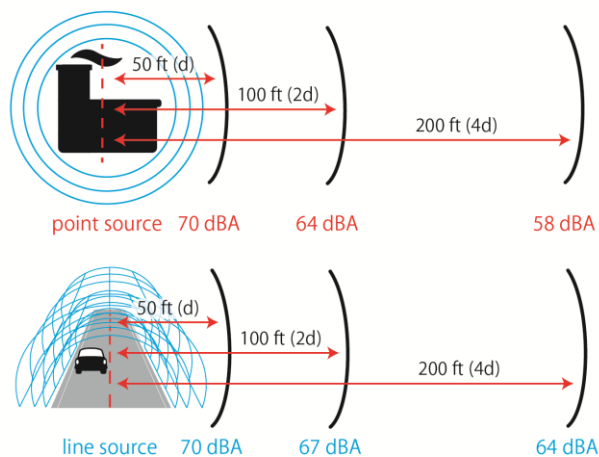 50 ft (d)
100 ft (2d)
200 ft (4d)
point source 70 dBA 64 dBA 58 dBA
50 ft (d)
100 ft (2d)
200 ft (4d)
line source 70 dBA 67 dBA 64 dBA